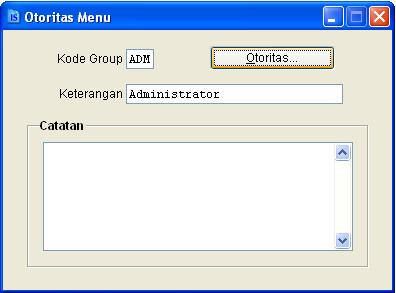 Otoritas Menu
Kode Group ADM Otoritas...
Keterangan Administrator
Catatan